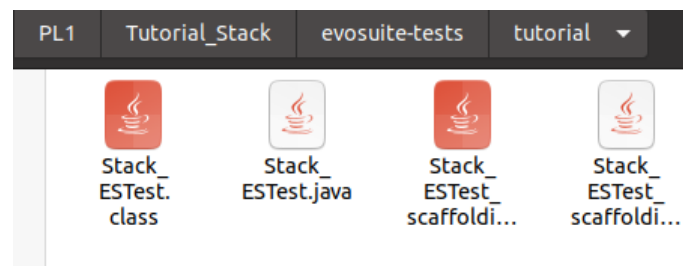 PL1 Tutorial_Stack evosuite-tests tutorial
Stack_ Stack_ Stack_ Stack_
ESTest. ESTest.java ESTest_ ESTest_
class scaffoldi... scaffoldi...